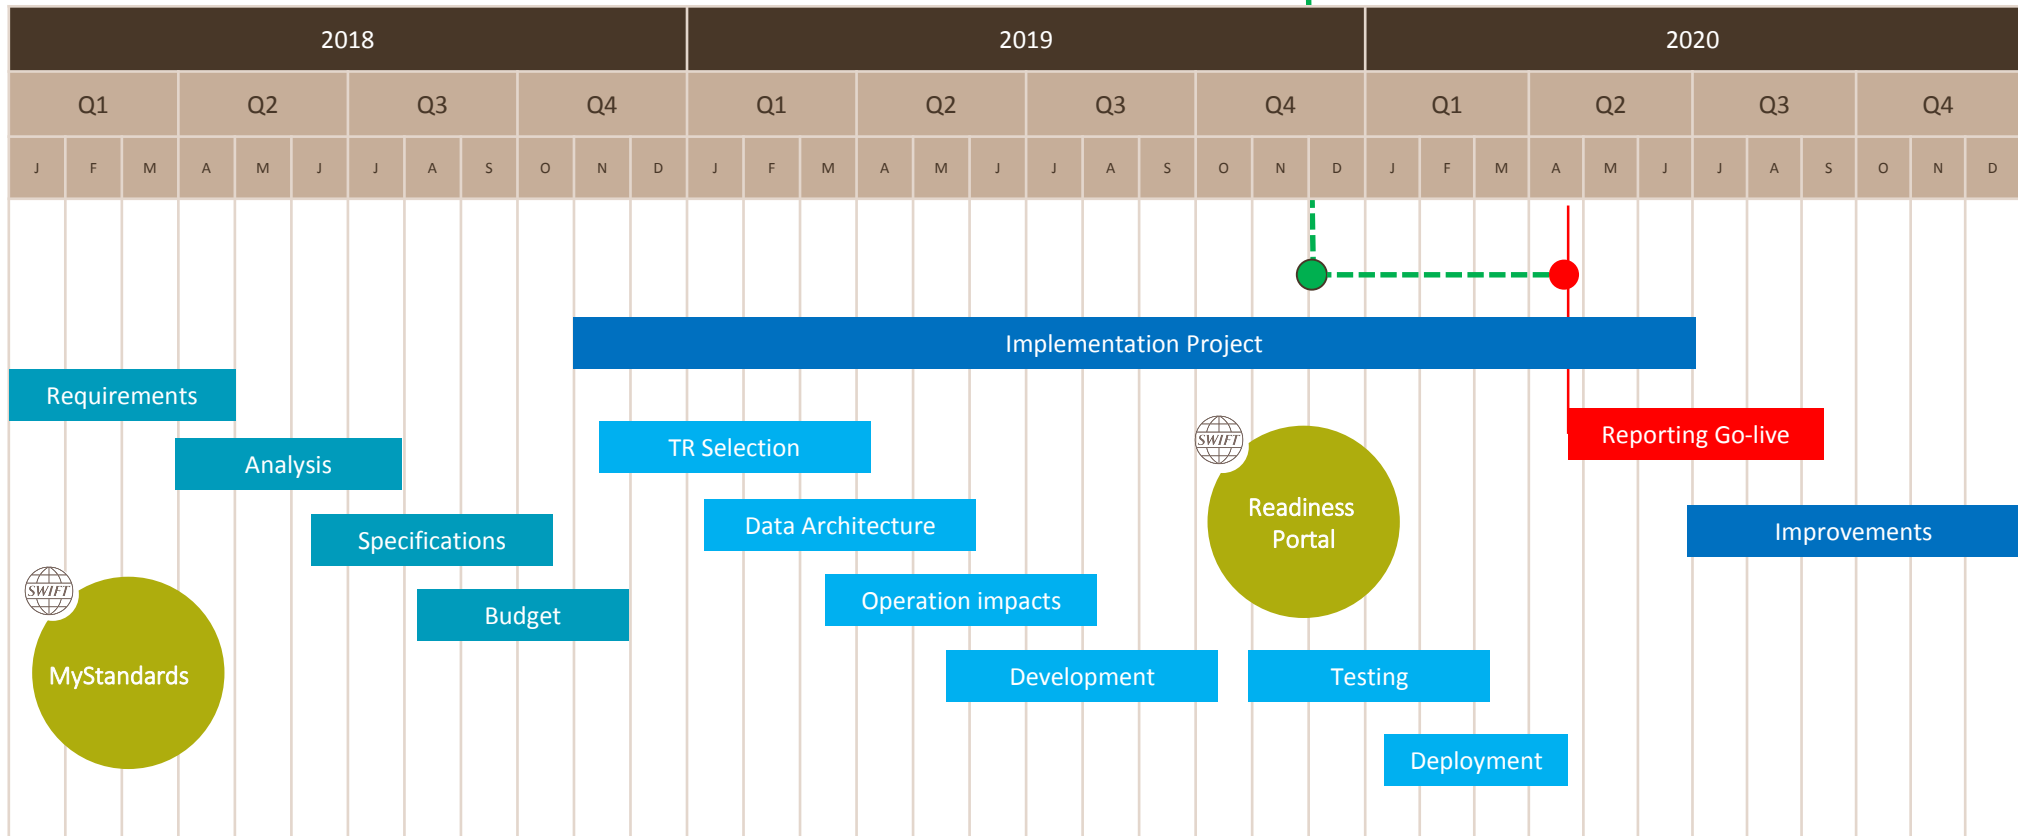 2018 2019 2020
Q1 Q2 Q3 Q4 Q1 Q2 Q3 Q4 Q1 Q2 Q3 Q4
J F M A M J J A S O N D J F M A M J J A S O N D J F M A M J J A S O N D
Implementation Project
Requirements
Reporting Go-live
SWIFT
TR Selection
Analysis
Readiness
Portal
Data Architecture
Improvements
Specifications
SWIFT
Operation impacts
Budget
MyStandards
Development
Testing
Deployment